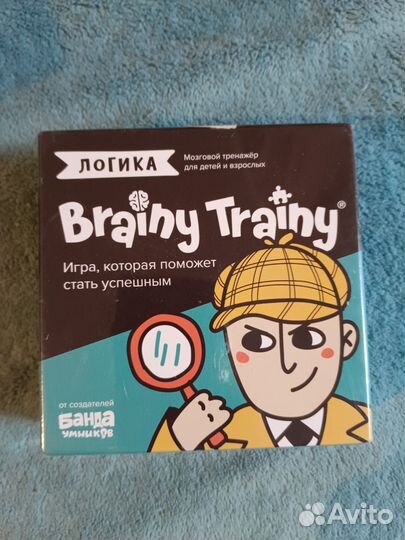 ЛОГИКА
Мозговой тренажёр
для детей и взрослых
Brainy Trainy®
Игра, которая поможет
стать успешным
от создателей
БАНДА
УМНИКОВ
Avito